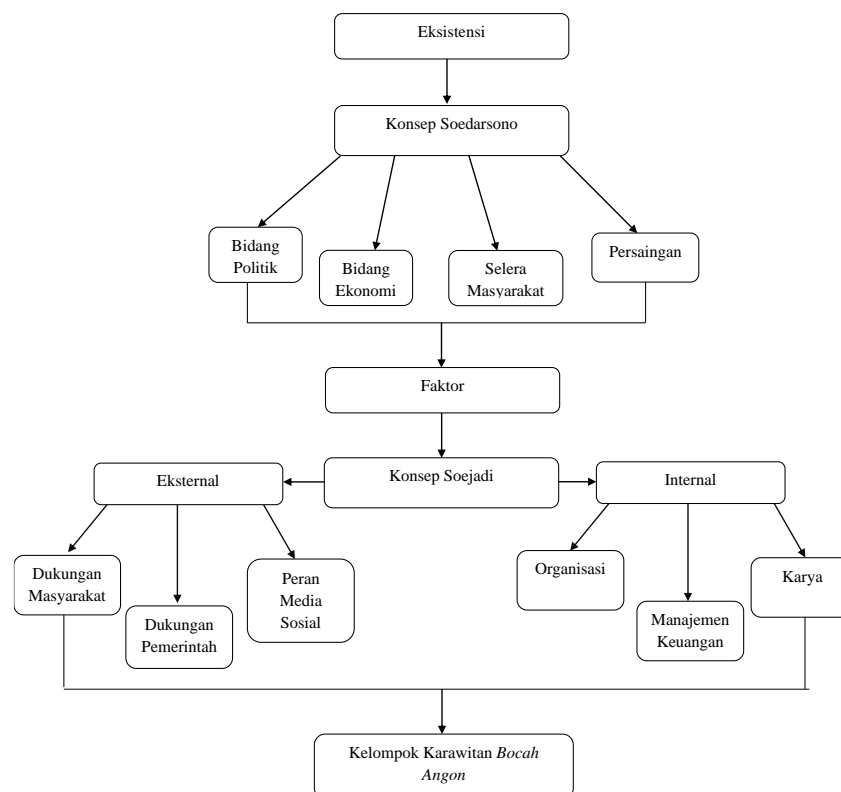 Eksistensi
Konsep Soedarsono
Bidang
Politik
Bidang
Ekonomi
Selera
Masyarakat
Persaingan
Faktor
Konsep Soejadi
Eksternal
Internal
Dukungan
Masyarakat
Dukungan
Pemerintah
Peran
Media
Sosial
Organisasi
Manajemen
Keuangan
Karya
Kelompok Karawitan Bocah
Angon